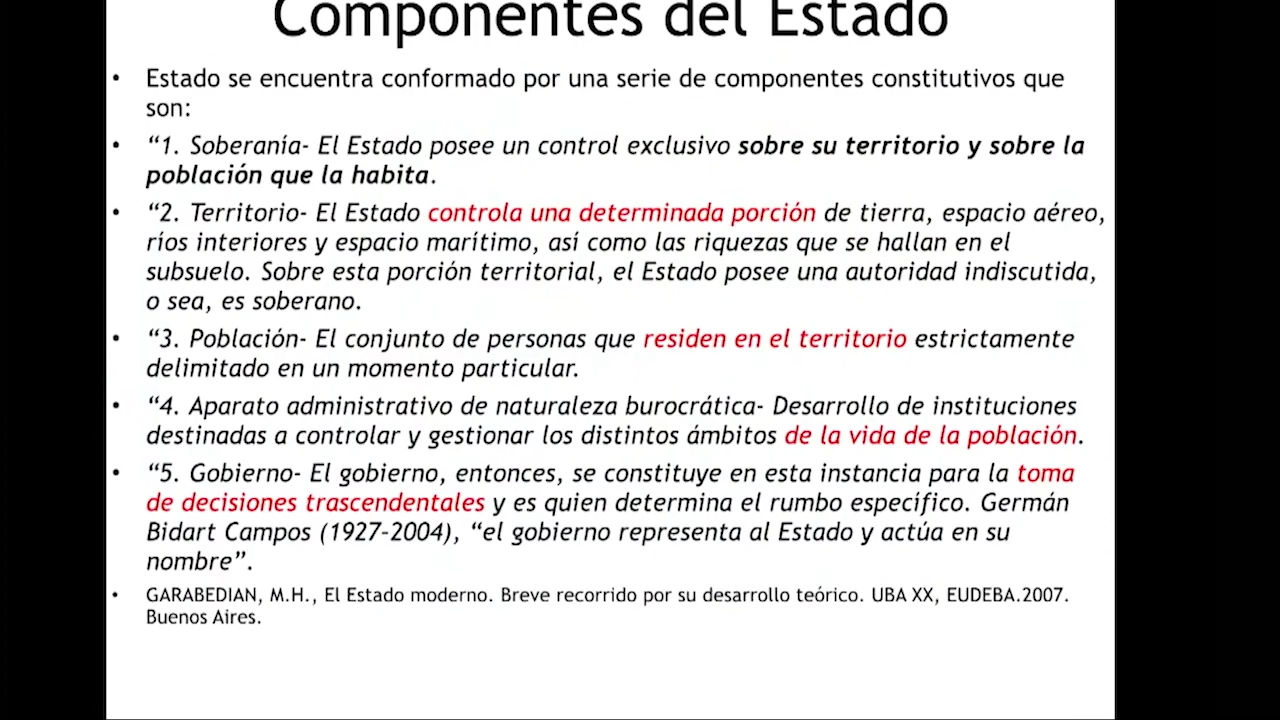 Componentes del Estado
• Estado se encuentra conformado por una serie de componentes constitutivos que
son:
• “1. Soberanía- El Estado posee un control exclusivo sobre su territorio y sobre la
población que la habita.
• “2. Territorio- El Estado controla una determinada porción de tierra, espacio aéreo,
ríos interiores y espacio marítimo, así como las riquezas que se hallan en el
subsuelo. Sobre esta porción territorial, el Estado posee una autoridad indiscutida,
o sea, es soberano.
• “3. Población- El conjunto de personas que residen en el territorio estrictamente
delimitado en un momento particular.
• “4. Aparato administrativo de naturaleza burocrática- Desarrollo de instituciones
destinadas a controlar y gestionar los distintos ámbitos de la vida de la población.
• “5. Gobierno- El gobierno, entonces, se constituye en esta instancia para la toma
de decisiones trascendentales y es quien determina el rumbo específico. Germán
Bidart Campos (1927-2004), “el gobierno representa al Estado y actúa en su
nombre”.
• GARABEDIAN, M.H., El Estado moderno. Breve recorrido por su desarrollo teórico. UBA XX, EUDEBA.2007.
Buenos Aires.